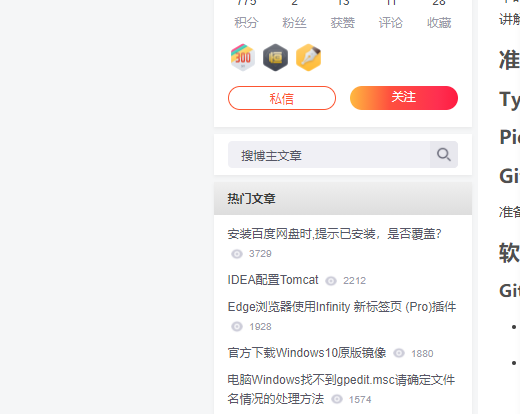 775 2 13 11 28
积分 粉丝 获赞 评论 收藏
300
私信 关注
搜博主文章
热门文章
安装百度网盘时,提示已安装，是否覆盖？
3729
IDEA配置Tomcat 2212
Edge浏览器使用Infinity 新标签页 (Pro)插件
1928
官方下载Windows10原版镜像 1880
电脑Windows找不到gpedit.msc请确定文件
名情况的处理方法 1574
讲解
准
Ty
Pic
Git
准备
软
Git